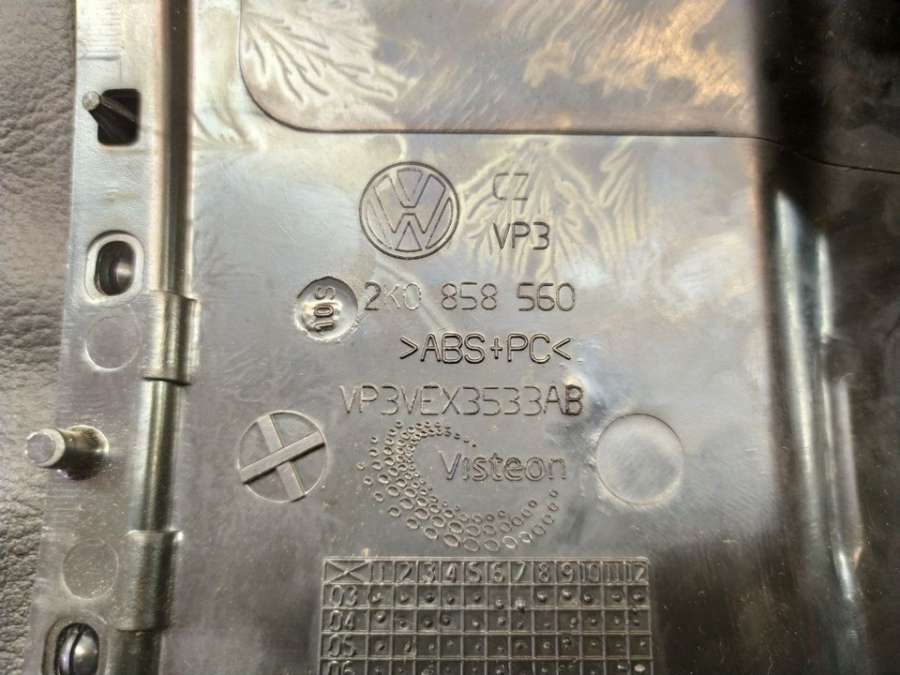 CZ
VP3
2K0 858 560
>ABS+PC<
VP3VEX3533AB
Visteon
1 2 3 4 5 6 7 8 9 10 11 12
03
04
05